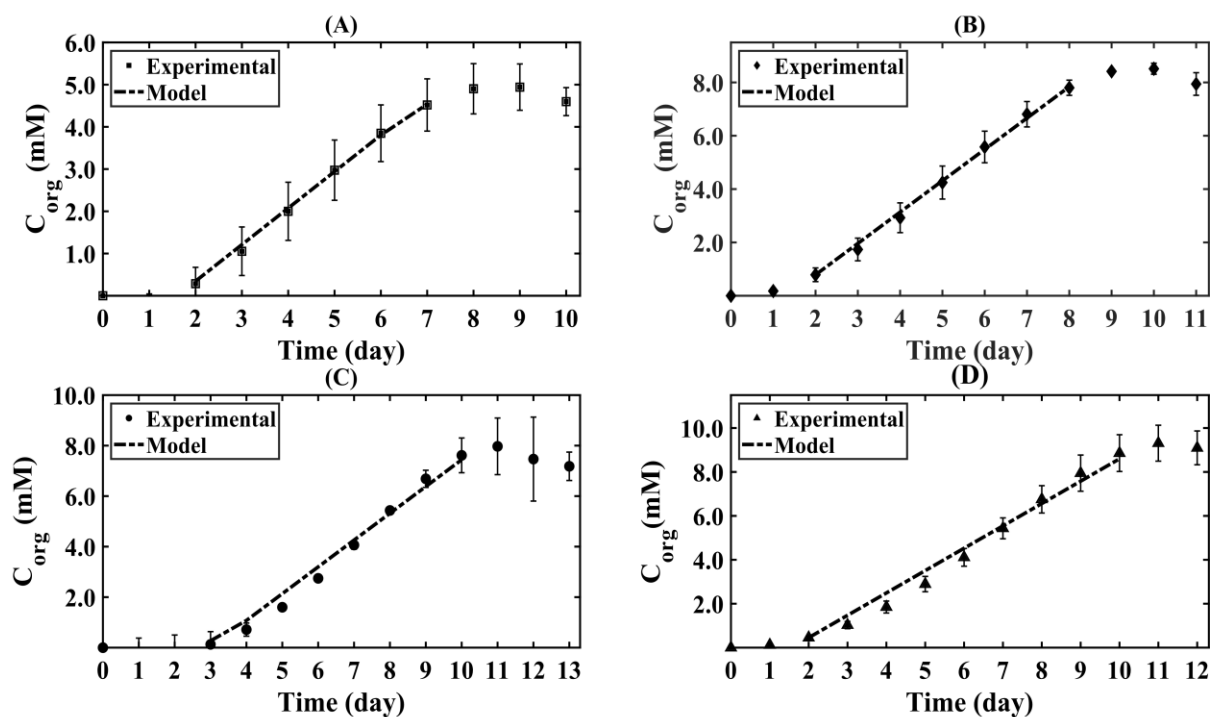 (A)
6.0
5.0
4.0
3.0
2.0
1.0
C_org (mM)
Experimental
Model
0 1 2 3 4 5 6 7 8 9 10
Time (day)
(B)
8.0
6.0
4.0
2.0
C_org (mM)
Experimental
Model
0 1 2 3 4 5 6 7 8 9 10 11
Time (day)
(C)
10.0
8.0
6.0
4.0
2.0
C_org (mM)
Experimental
Model
0 1 2 3 4 5 6 7 8 9 10 11 12 13
Time (day)
(D)
10.0
8.0
6.0
4.0
2.0
C_org (mM)
Experimental
Model
0 1 2 3 4 5 6 7 8 9 10 11 12
Time (day)